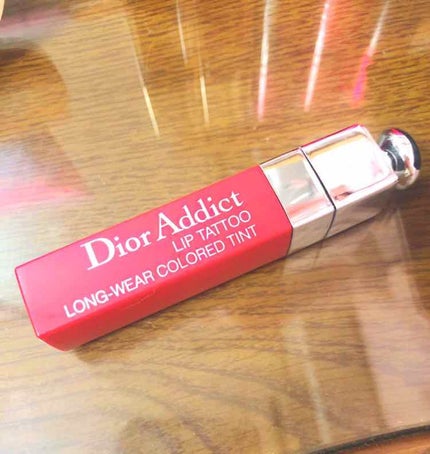 Dior Addict
LIP TATTOO
LONG-WEAR COLORED TINT